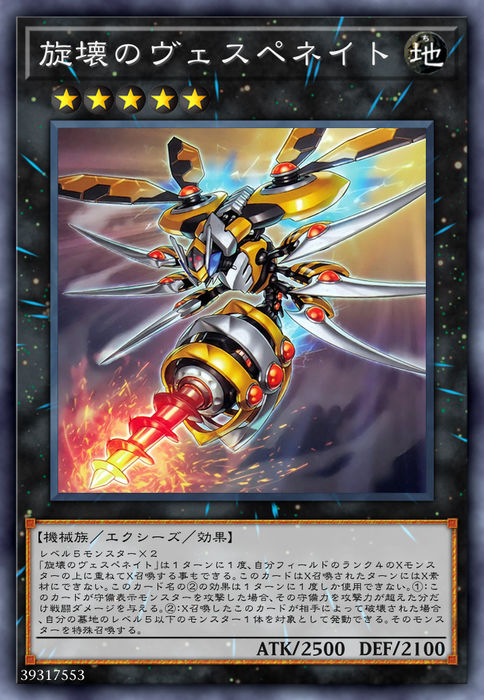 旋壊のヴェスペネイト
地
ち
【機械族／エクシーズ／効果】
レベル５モンスター×２
「旋壊のヴェスペネイト」は１ターンに１度、自分フィールドのランク４のXモンス
ターの上に重ねてX召喚する事もできる。このカードはX召喚されたターンにはX素
材にできない。このカード名の②の効果は１ターンに１度しか使用できない。①：こ
のカードが守備表示モンスターを攻撃した場合、その守備力を攻撃力が超えた分だ
け戦闘ダメージを与える。②：X召喚したこのカードが相手によって破壊された場合
、自分の墓地のレベル５以下のモンスター１体を対象として発動できる。そのモンス
ターを特殊召喚する。
ATK/2500 DEF/2100
39317553